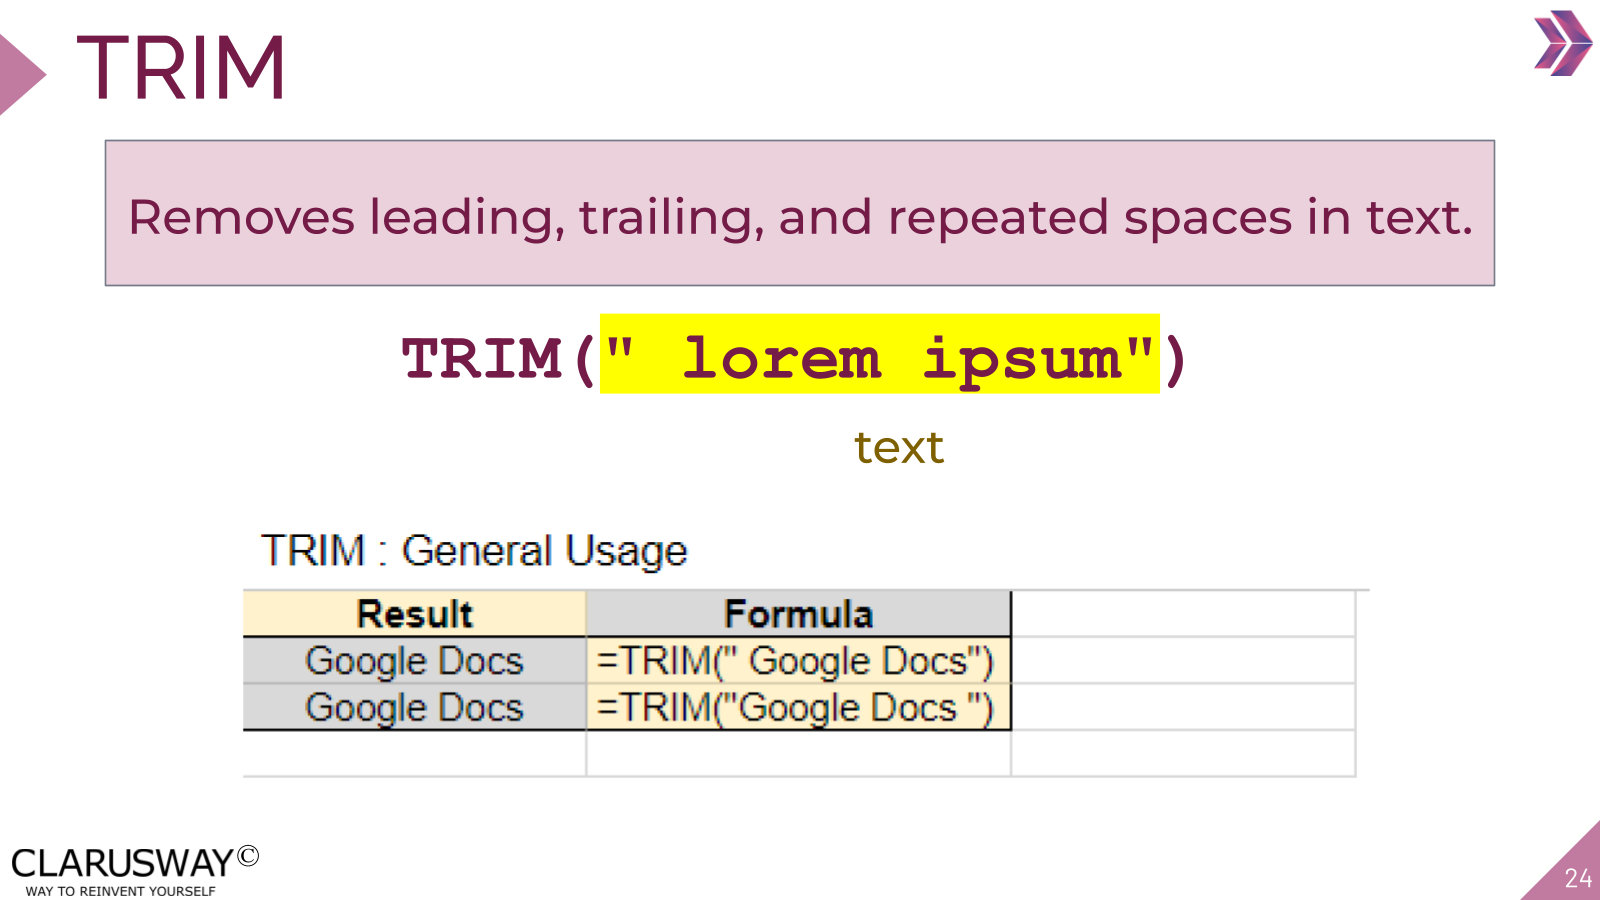 TRIM
Removes leading, trailing, and repeated spaces in text.
TRIM(" lorem ipsum")
text
TRIM : General Usage
Result Formula
Google Docs =TRIM(" Google Docs")
Google Docs =TRIM("Google Docs ")
CLARUSWAY©
WAY TO REINVENT YOURSELF
24